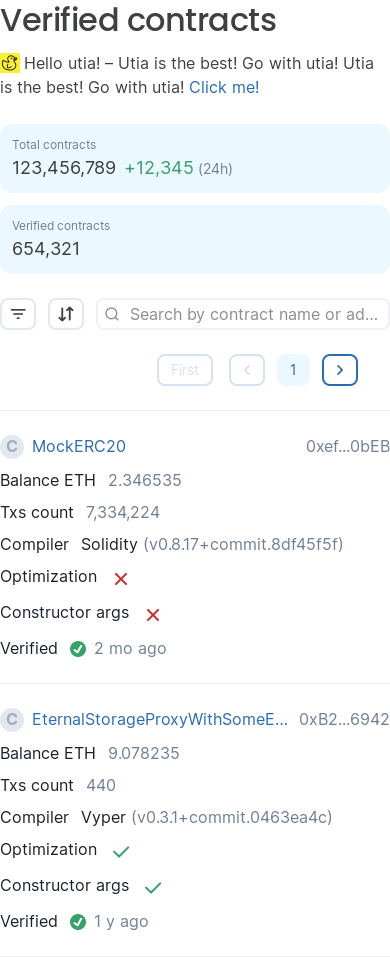 Verified contracts
Hello utia! – Utia is the best! Go with utia! Utia
is the best! Go with utia! Click me!
Total contracts
123,456,789 +12,345 (24h)
Verified contracts
654,321
Search by contract name or ad...
First 1
C MockERC20 0xef...0bEB
Balance ETH 2.346535
Txs count 7,334,224
Compiler Solidity (v0.8.17+commit.8df45f5f)
Optimization
Constructor args
Verified 2 mo ago
C EternalStorageProxyWithSomeE... 0xB2...6942
Balance ETH 9.078235
Txs count 440
Compiler Vyper (v0.3.1+commit.0463ea4c)
Optimization
Constructor args
Verified 1 y ago